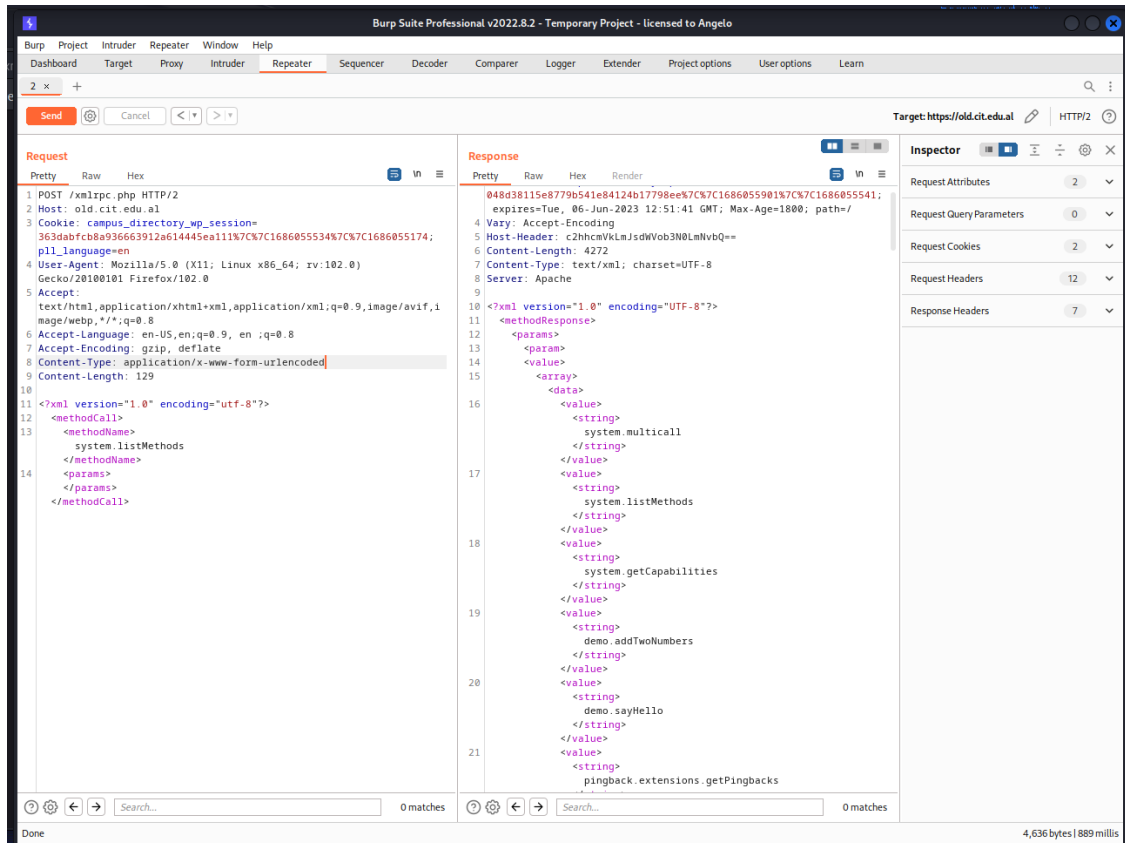 Burp Suite Professional v2022.8.2 - Temporary Project - licensed to Angelo
Burp Project Intruder Repeater Window Help
Dashboard Target Proxy Intruder Repeater Sequencer Decoder Comparer Logger Extender Project options User options Learn
2 × +
Send Cancel < > Target: https://old.cit.edu.al HTTP/2
Request
Pretty Raw Hex \n
1 POST /xmlrpc.php HTTP/2
2 Host: old.cit.edu.al
3 Cookie: campus_directory_wp_session=
363dabfcb8a936663912a614445ea111%7C%7C1686055534%7C%7C1686055174;
pll_language=en
4 User-Agent: Mozilla/5.0 (X11; Linux x86_64; rv:102.0)
Gecko/20100101 Firefox/102.0
5 Accept:
text/html,application/xhtml+xml,application/xml;q=0.9,image/avif,i
mage/webp,*/*;q=0.8
6 Accept-Language: en-US,en;q=0.9, en ;q=0.8
7 Accept-Encoding: gzip, deflate
8 Content-Type: application/x-www-form-urlencoded
9 Content-Length: 129
10
11 <?xml version="1.0" encoding="utf-8"?>
12 <methodCall>
13 <methodName>
system.listMethods
</methodName>
14 <params>
</params>
</methodCall>
Search... 0 matches
Response
Pretty Raw Hex Render \n
048d38115e8779b541e84124b17798ee%7C%7C1686055901%7C%7C1686055541;
expires=Tue, 06-Jun-2023 12:51:41 GMT; Max-Age=1800; path=/
4 Vary: Accept-Encoding
5 Host-Header: c2hhcmVkLmJsdWVob3N0LmNvbQ==
6 Content-Length: 4272
7 Content-Type: text/xml; charset=UTF-8
8 Server: Apache
9
10 <?xml version="1.0" encoding="UTF-8"?>
11 <methodResponse>
12 <params>
13 <param>
14 <value>
15 <array>
<data>
16 <value>
<string>
system.multicall
</string>
</value>
17 <value>
<string>
system.listMethods
</string>
</value>
18 <value>
<string>
system.getCapabilities
</string>
</value>
19 <value>
<string>
demo.addTwoNumbers
</string>
</value>
20 <value>
<string>
demo.sayHello
</string>
</value>
21 <value>
<string>
pingback.extensions.getPingbacks
Search... 0 matches
Inspector
Request Attributes 2
Request Query Parameters 0
Request Cookies 2
Request Headers 12
Response Headers 7
Done 4,636 bytes | 889 millis